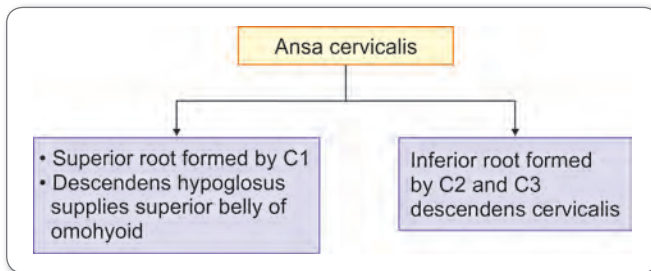 Ansa cervicalis
• Superior root formed by C1
• Descendens hypoglosus
supplies superior belly of
omohyoid
Inferior root formed
by C2 and C3
descendens cervicalis